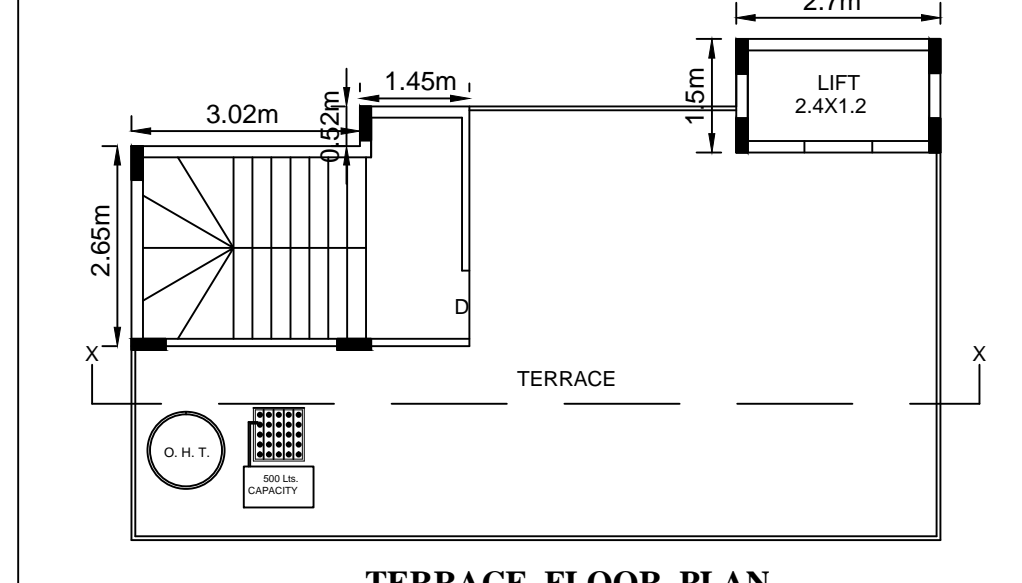 2.7m
1.45m
1.5m
LIFT
2.4X1.2
3.02m
0.52m
2.65m
D
X
X
TERRACE
O. H. T.
500 Lts.
CAPACITY
TERRACE FLOOR PLAN